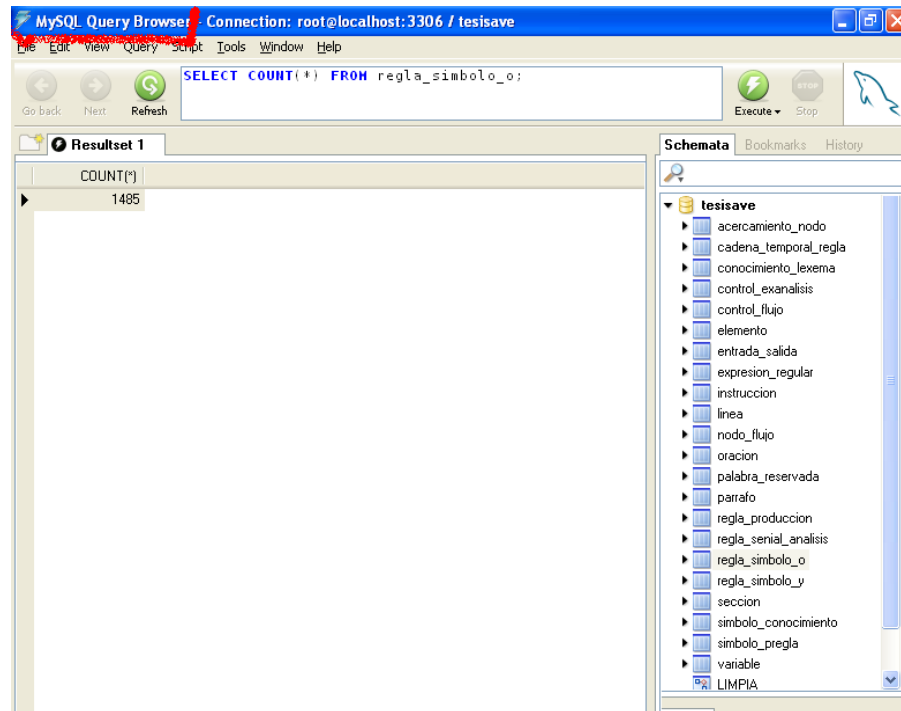 MySQL Query Browser - Connection: root@localhost:3306 / tesisave
File Edit View Query Script Tools Window Help
SELECT COUNT(*) FROM regla_simbolo_o;
Go back Next Refresh Execute STOP Stop
Resultset 1
Schemata Bookmarks History
COUNT(*)
1485
tesisave
acercamiento_nodo
cadena_temporal_regla
conocimiento_lexema
control_exanalisis
control_flujo
elemento
entrada_salida
expresion_regular
instruccion
linea
nodo_flujo
oracion
palabra_reservada
parrafo
regla_produccion
regla_senial_analisis
regla_simbolo_o
regla_simbolo_y
seccion
simbolo_conocimiento
simbolo_pregla
variable
LIMPIA